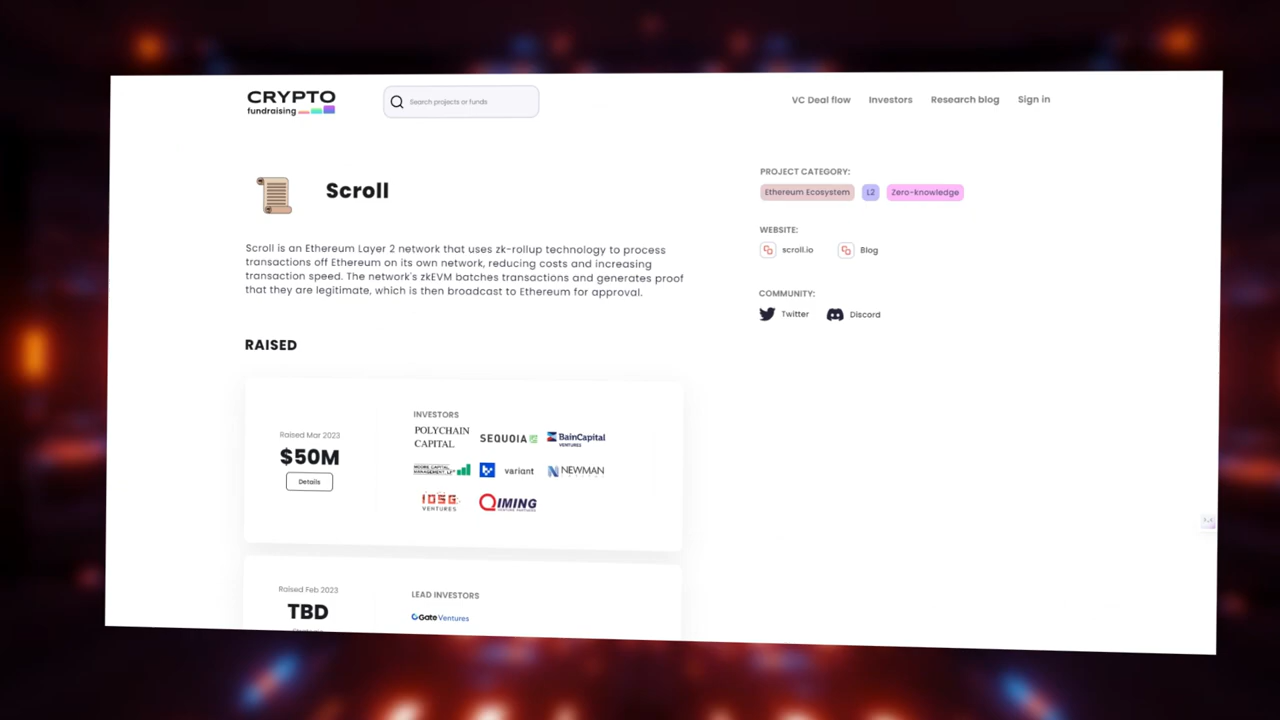 CRYPTO
fundraising
Search projects or funds
VC Deal flow
Investors
Research blog
Sign in
Scroll
Scroll is an Ethereum Layer 2 network that uses zk-rollup technology to process
transactions off Ethereum on its own network, reducing costs and increasing
transaction speed. The network's zkEVM batches transactions and generates proof
that they are legitimate, which is then broadcast to Ethereum for approval.
PROJECT CATEGORY:
Ethereum Ecosystem
L2
Zero-knowledge
WEBSITE:
scroll.io
Blog
COMMUNITY:
Twitter
Discord
RAISED
Raised Mar 2023
$50M
Details
INVESTORS
POLYCHAIN
CAPITAL
SEQUOIA
BainCapital
VENTURES
MOORE CAPITAL
MANAGEMENT, LP
variant
NEWMAN
IOSG
VENTURES
QIMING
Raised Feb 2023
TBD
LEAD INVESTORS
Gate Ventures